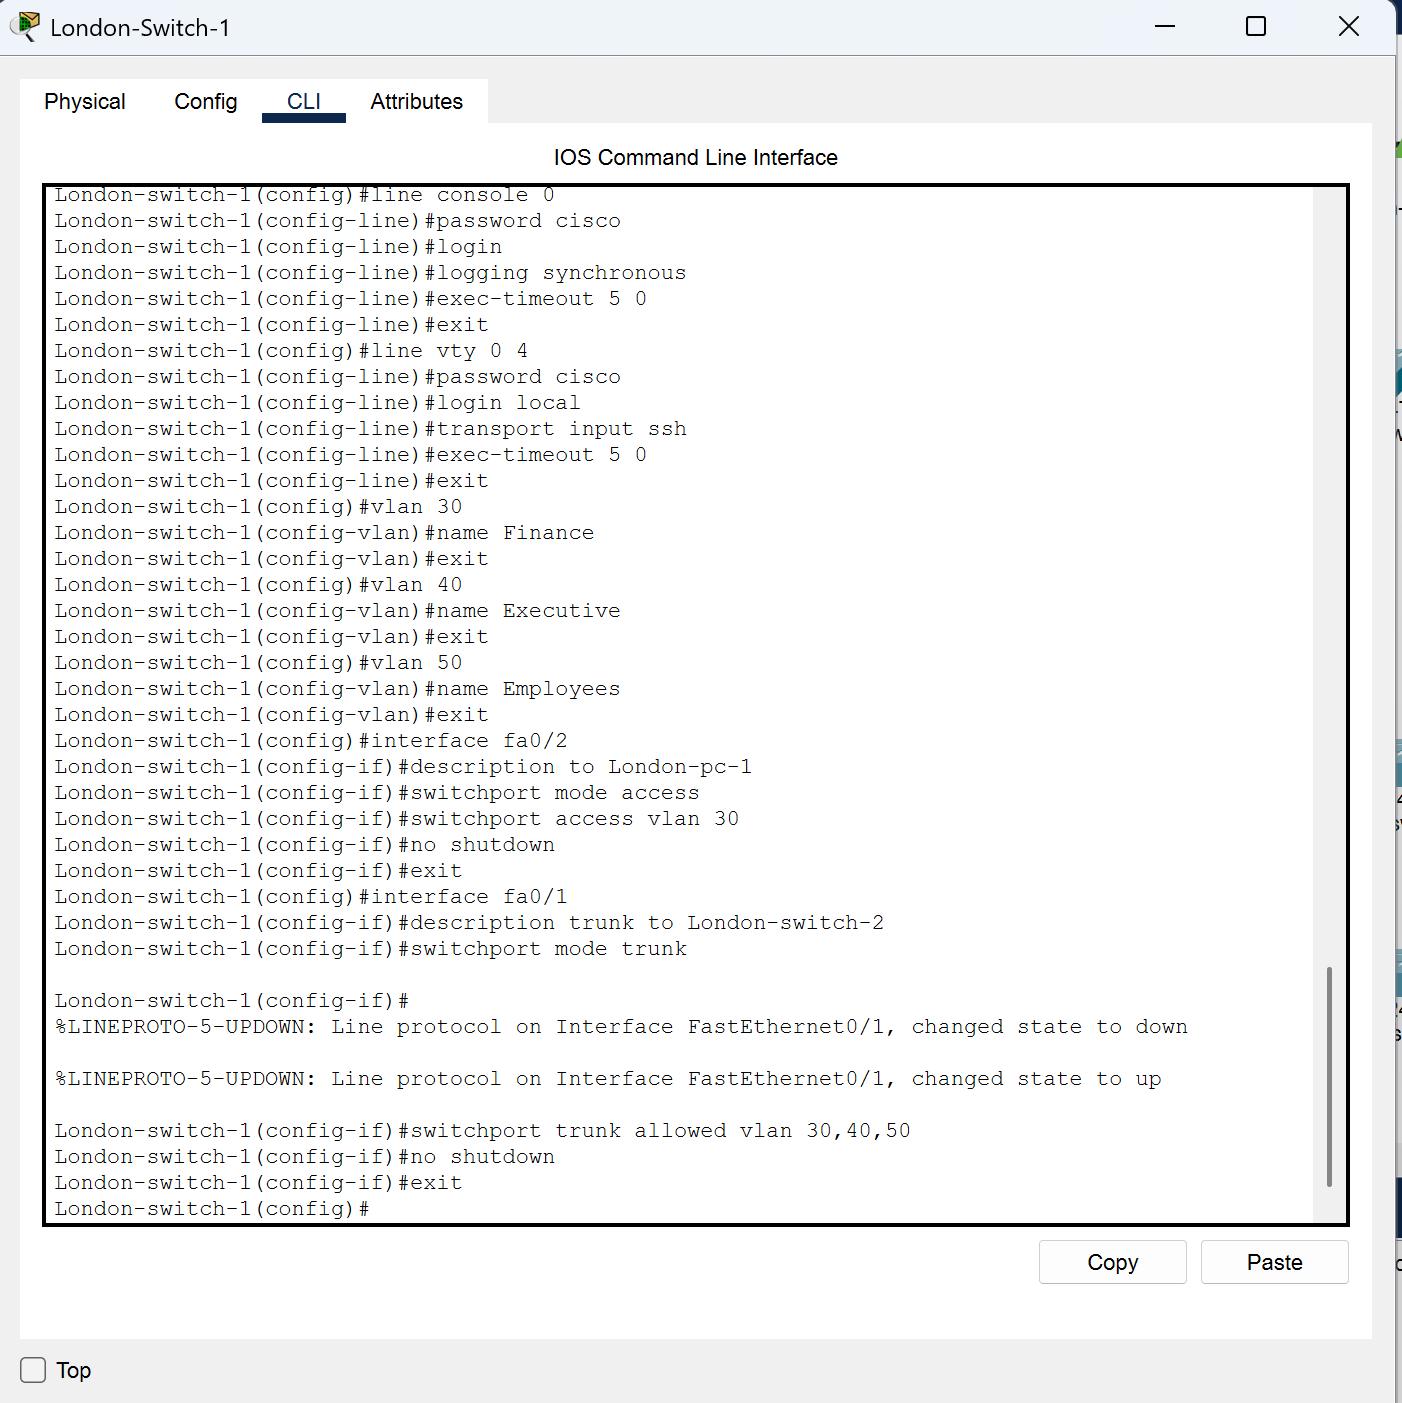 London-Switch-1
Physical Config CLI Attributes
IOS Command Line Interface
London-switch-1(config)#line console 0
London-switch-1(config-line)#password cisco
London-switch-1(config-line)#login
London-switch-1(config-line)#logging synchronous
London-switch-1(config-line)#exec-timeout 5 0
London-switch-1(config-line)#exit
London-switch-1(config)#line vty 0 4
London-switch-1(config-line)#password cisco
London-switch-1(config-line)#login local
London-switch-1(config-line)#transport input ssh
London-switch-1(config-line)#exec-timeout 5 0
London-switch-1(config-line)#exit
London-switch-1(config)#vlan 30
London-switch-1(config-vlan)#name Finance
London-switch-1(config-vlan)#exit
London-switch-1(config)#vlan 40
London-switch-1(config-vlan)#name Executive
London-switch-1(config-vlan)#exit
London-switch-1(config)#vlan 50
London-switch-1(config-vlan)#name Employees
London-switch-1(config-vlan)#exit
London-switch-1(config)#interface fa0/2
London-switch-1(config-if)#description to London-pc-1
London-switch-1(config-if)#switchport mode access
London-switch-1(config-if)#switchport access vlan 30
London-switch-1(config-if)#no shutdown
London-switch-1(config-if)#exit
London-switch-1(config)#interface fa0/1
London-switch-1(config-if)#description trunk to London-switch-2
London-switch-1(config-if)#switchport mode trunk
London-switch-1(config-if)#
%LINEPROTO-5-UPDOWN: Line protocol on Interface FastEthernet0/1, changed state to down
%LINEPROTO-5-UPDOWN: Line protocol on Interface FastEthernet0/1, changed state to up
London-switch-1(config-if)#switchport trunk allowed vlan 30,40,50
London-switch-1(config-if)#no shutdown
London-switch-1(config-if)#exit
London-switch-1(config)#
Copy Paste
Top